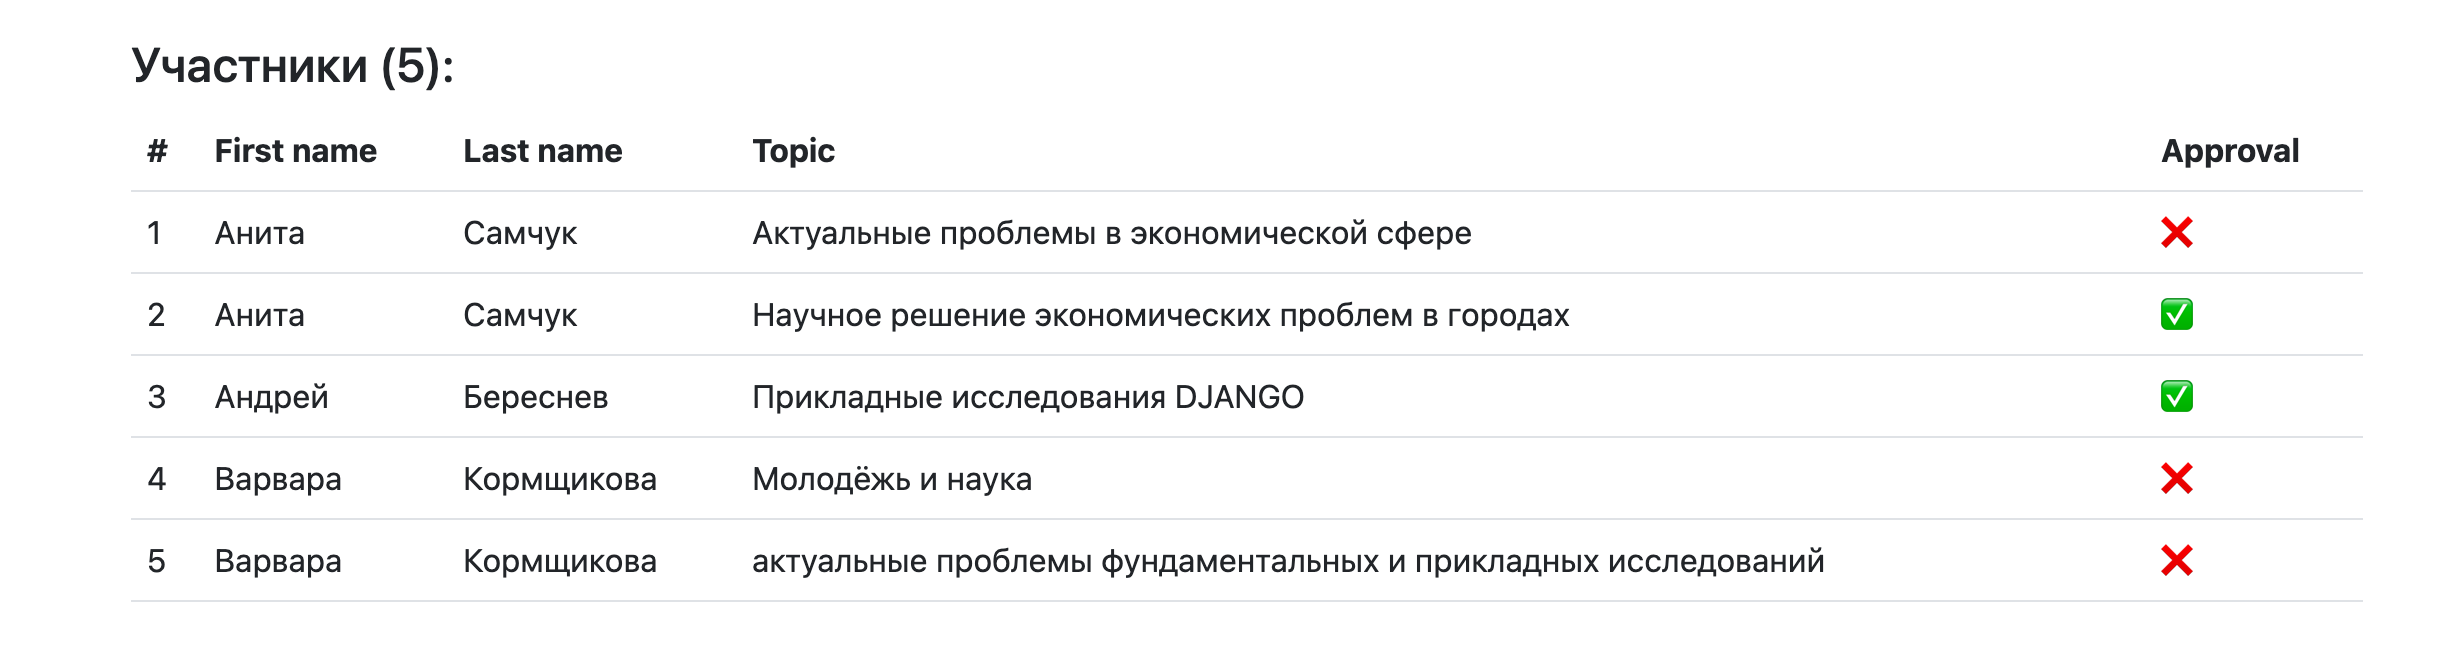 Участники (5):
# First name Last name Topic Approval
1 Анита Самчук Актуальные проблемы в экономической сфере ❌
2 Анита Самчук Научное решение экономических проблем в городах ✅
3 Андрей Береснев Прикладные исследования DJANGO ✅
4 Варвара Кормщикова Молодёжь и наука ❌
5 Варвара Кормщикова актуальные проблемы фундаментальных и прикладных исследований ❌